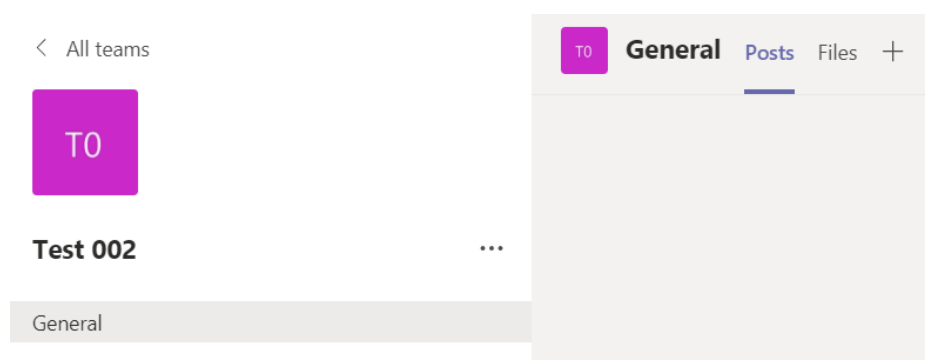 All teams
T0
Test 002
General
T0 General Posts Files